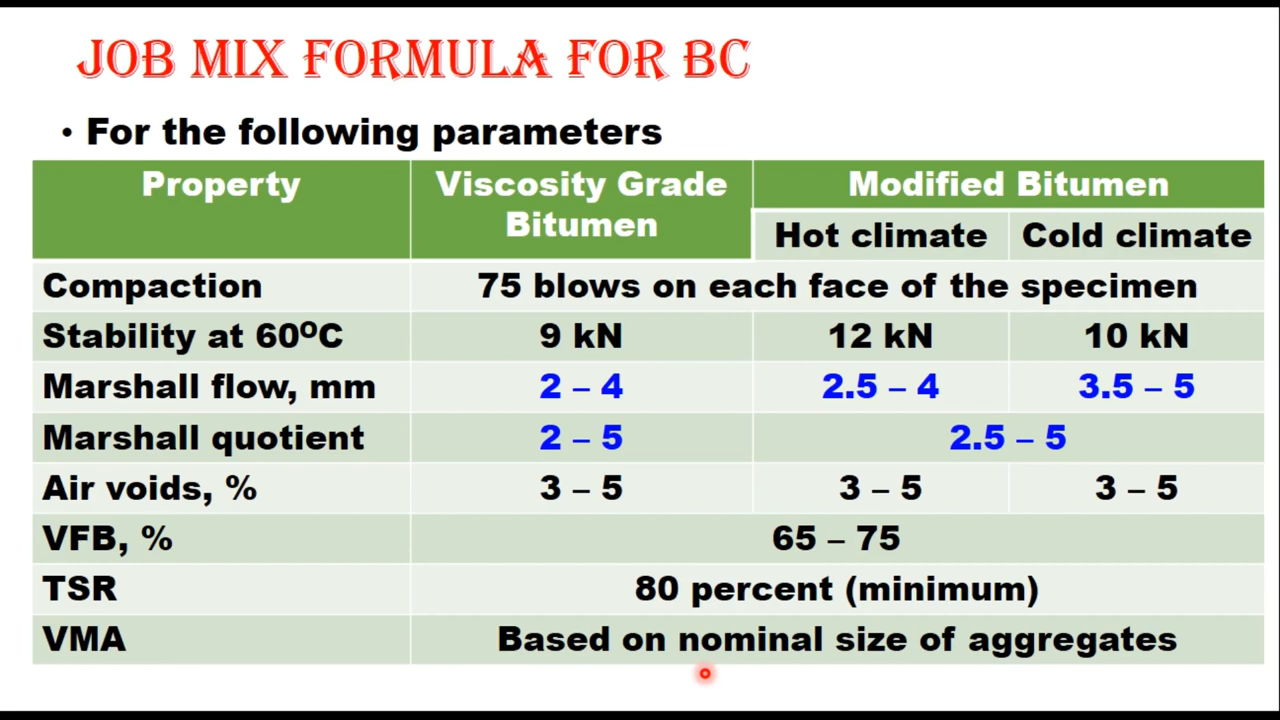 JOB MIX FORMULA FOR BC
• For the following parameters
Property Viscosity Grade Bitumen Modified Bitumen
Hot climate Cold climate
Compaction 75 blows on each face of the specimen
Stability at 60⁰C 9 kN 12 kN 10 kN
Marshall flow, mm 2 – 4 2.5 – 4 3.5 – 5
Marshall quotient 2 – 5 2.5 – 5
Air voids, % 3 – 5 3 – 5 3 – 5
VFB, % 65 – 75
TSR 80 percent (minimum)
VMA Based on nominal size of aggregates